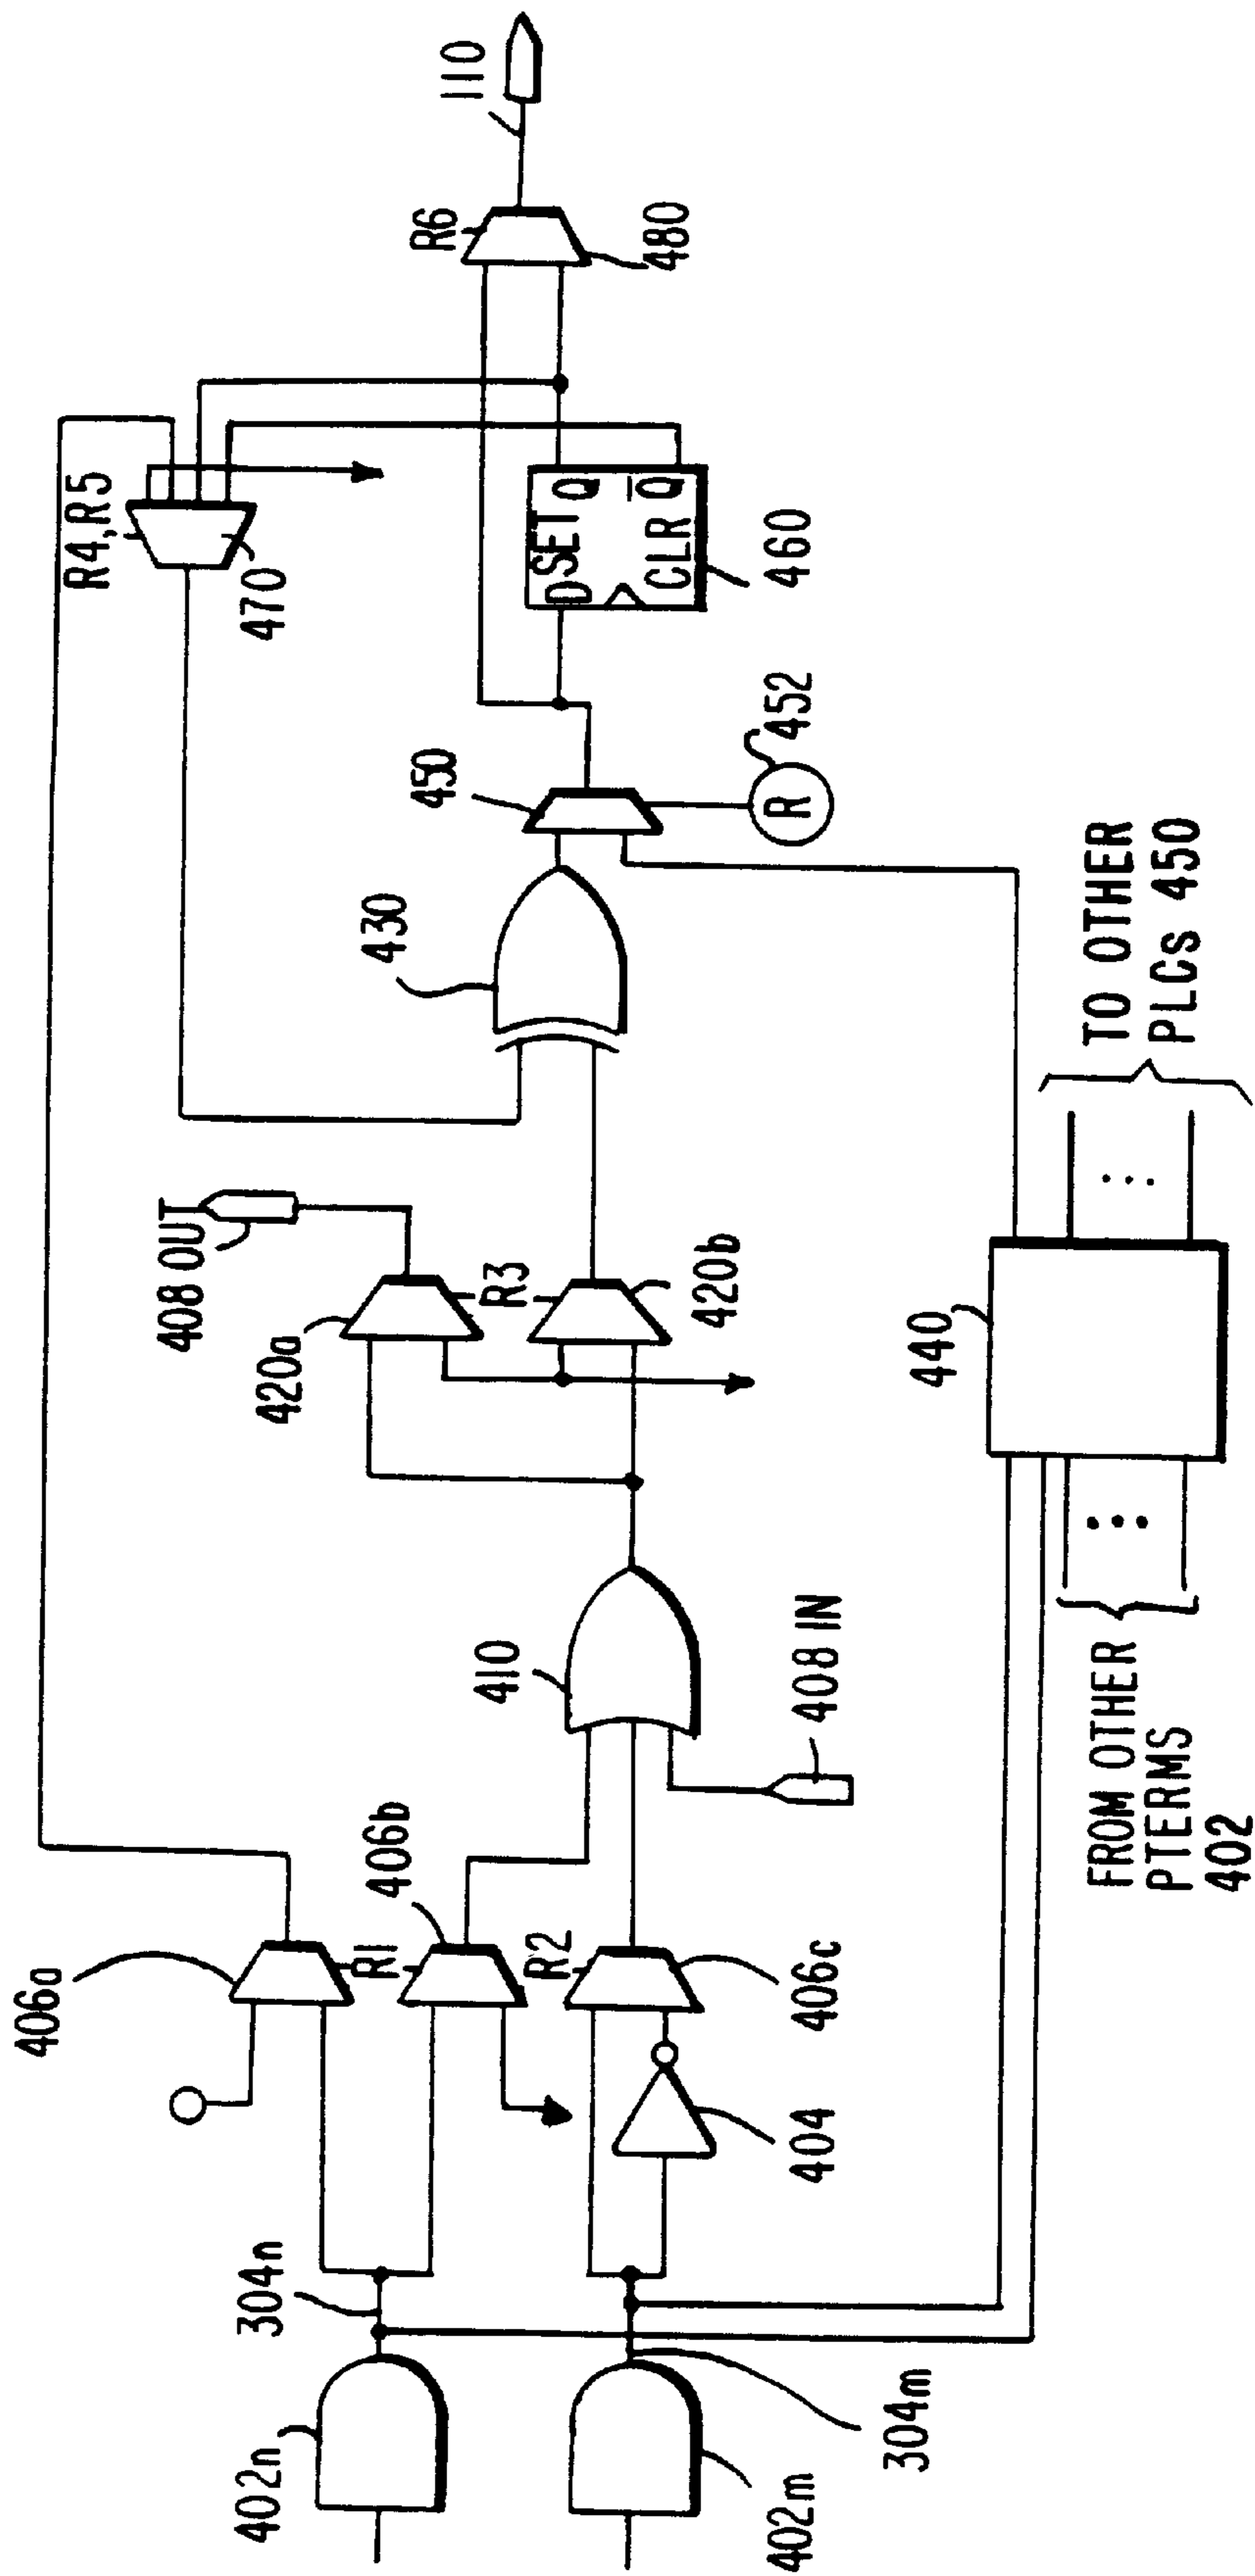 402n
304n
402m
304m
406a
R1
406b
R2
406c
404
410
408 IN
408 OUT
420a
R3
420b
430
450
R
452
R4, R5
470
D
SET
Q
CLR
Q
460
R6
480
110
440
FROM OTHER
PTERMS
402
TO OTHER
PLCs 450